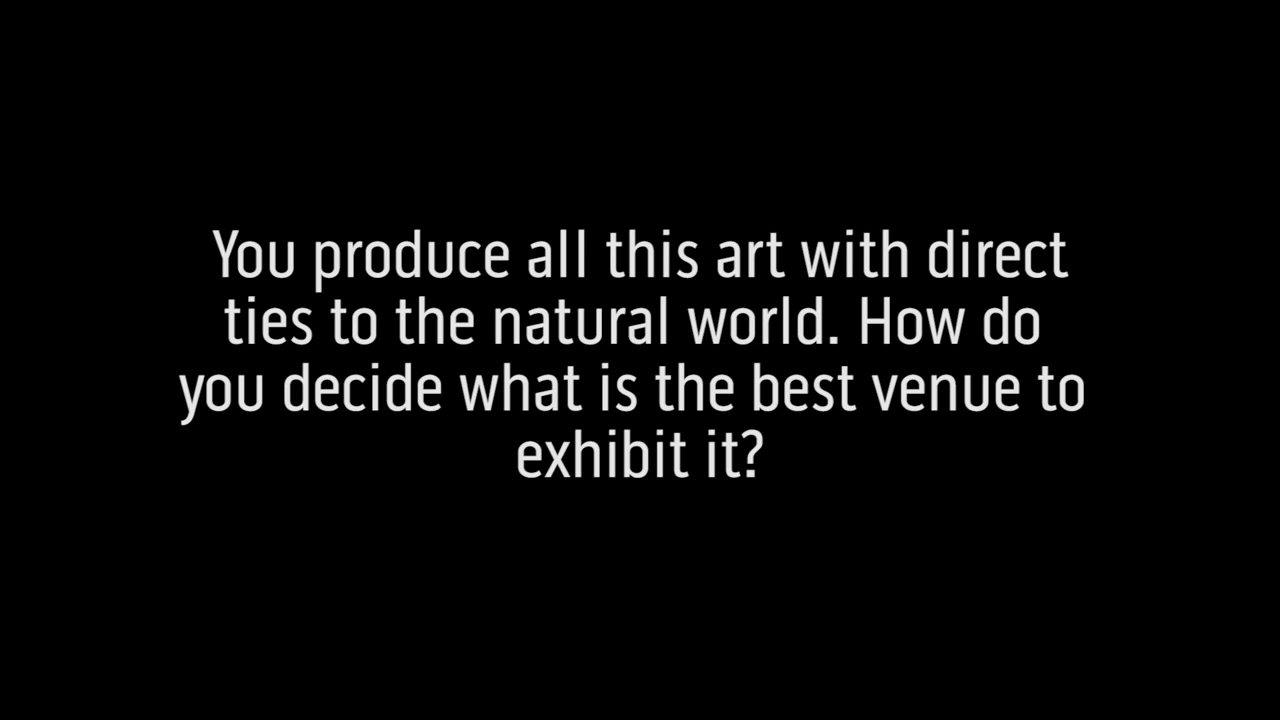 You produce all this art with direct
ties to the natural world. How do
you decide what is the best venue to
exhibit it?